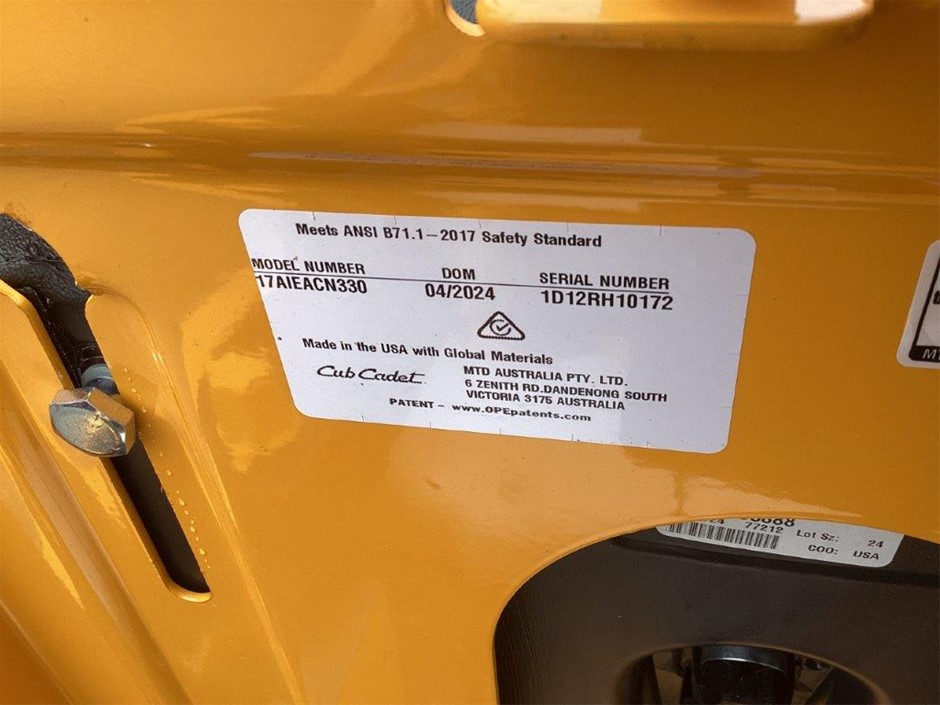 Meets ANSI B71.1–2017 Safety Standard
MODEL NUMBER DOM SERIAL NUMBER
17AIEACN330 04/2024 1D12RH10172
Made in the USA with Global Materials
Cub Cadet MTD AUSTRALIA PTY. LTD.
6 ZENITH RD.DANDENONG SOUTH
VICTORIA 3175 AUSTRALIA
PATENT – www.OPEpatents.com
77212 Lot Sz: 24
COO: USA